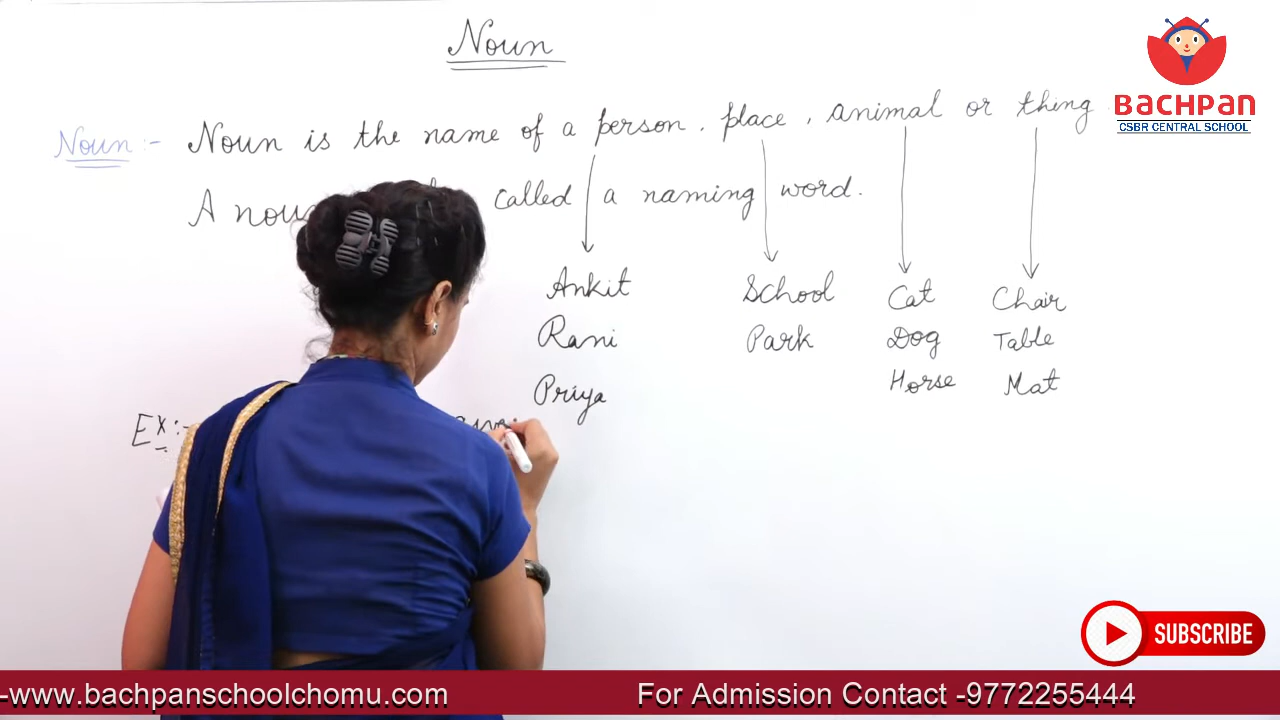 Noun
Noun:- Noun is the name of a person, place, animal or thing
A noun called a naming word.
Ankit School Cat Chair
Rani Park Dog Table
Priya Horse Mat
Ex:-
BACHPAN
CSBR CENTRAL SCHOOL
SUBSCRIBE
-www.bachpanschoolchomu.com For Admission Contact -9772255444